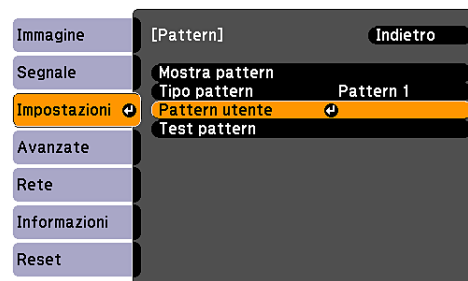 Immagine
Segnale
Impostazioni
Avanzate
Rete
Informazioni
Reset
[Pattern] Indietro
Mostra pattern
Tipo pattern Pattern 1
Pattern utente
Test pattern